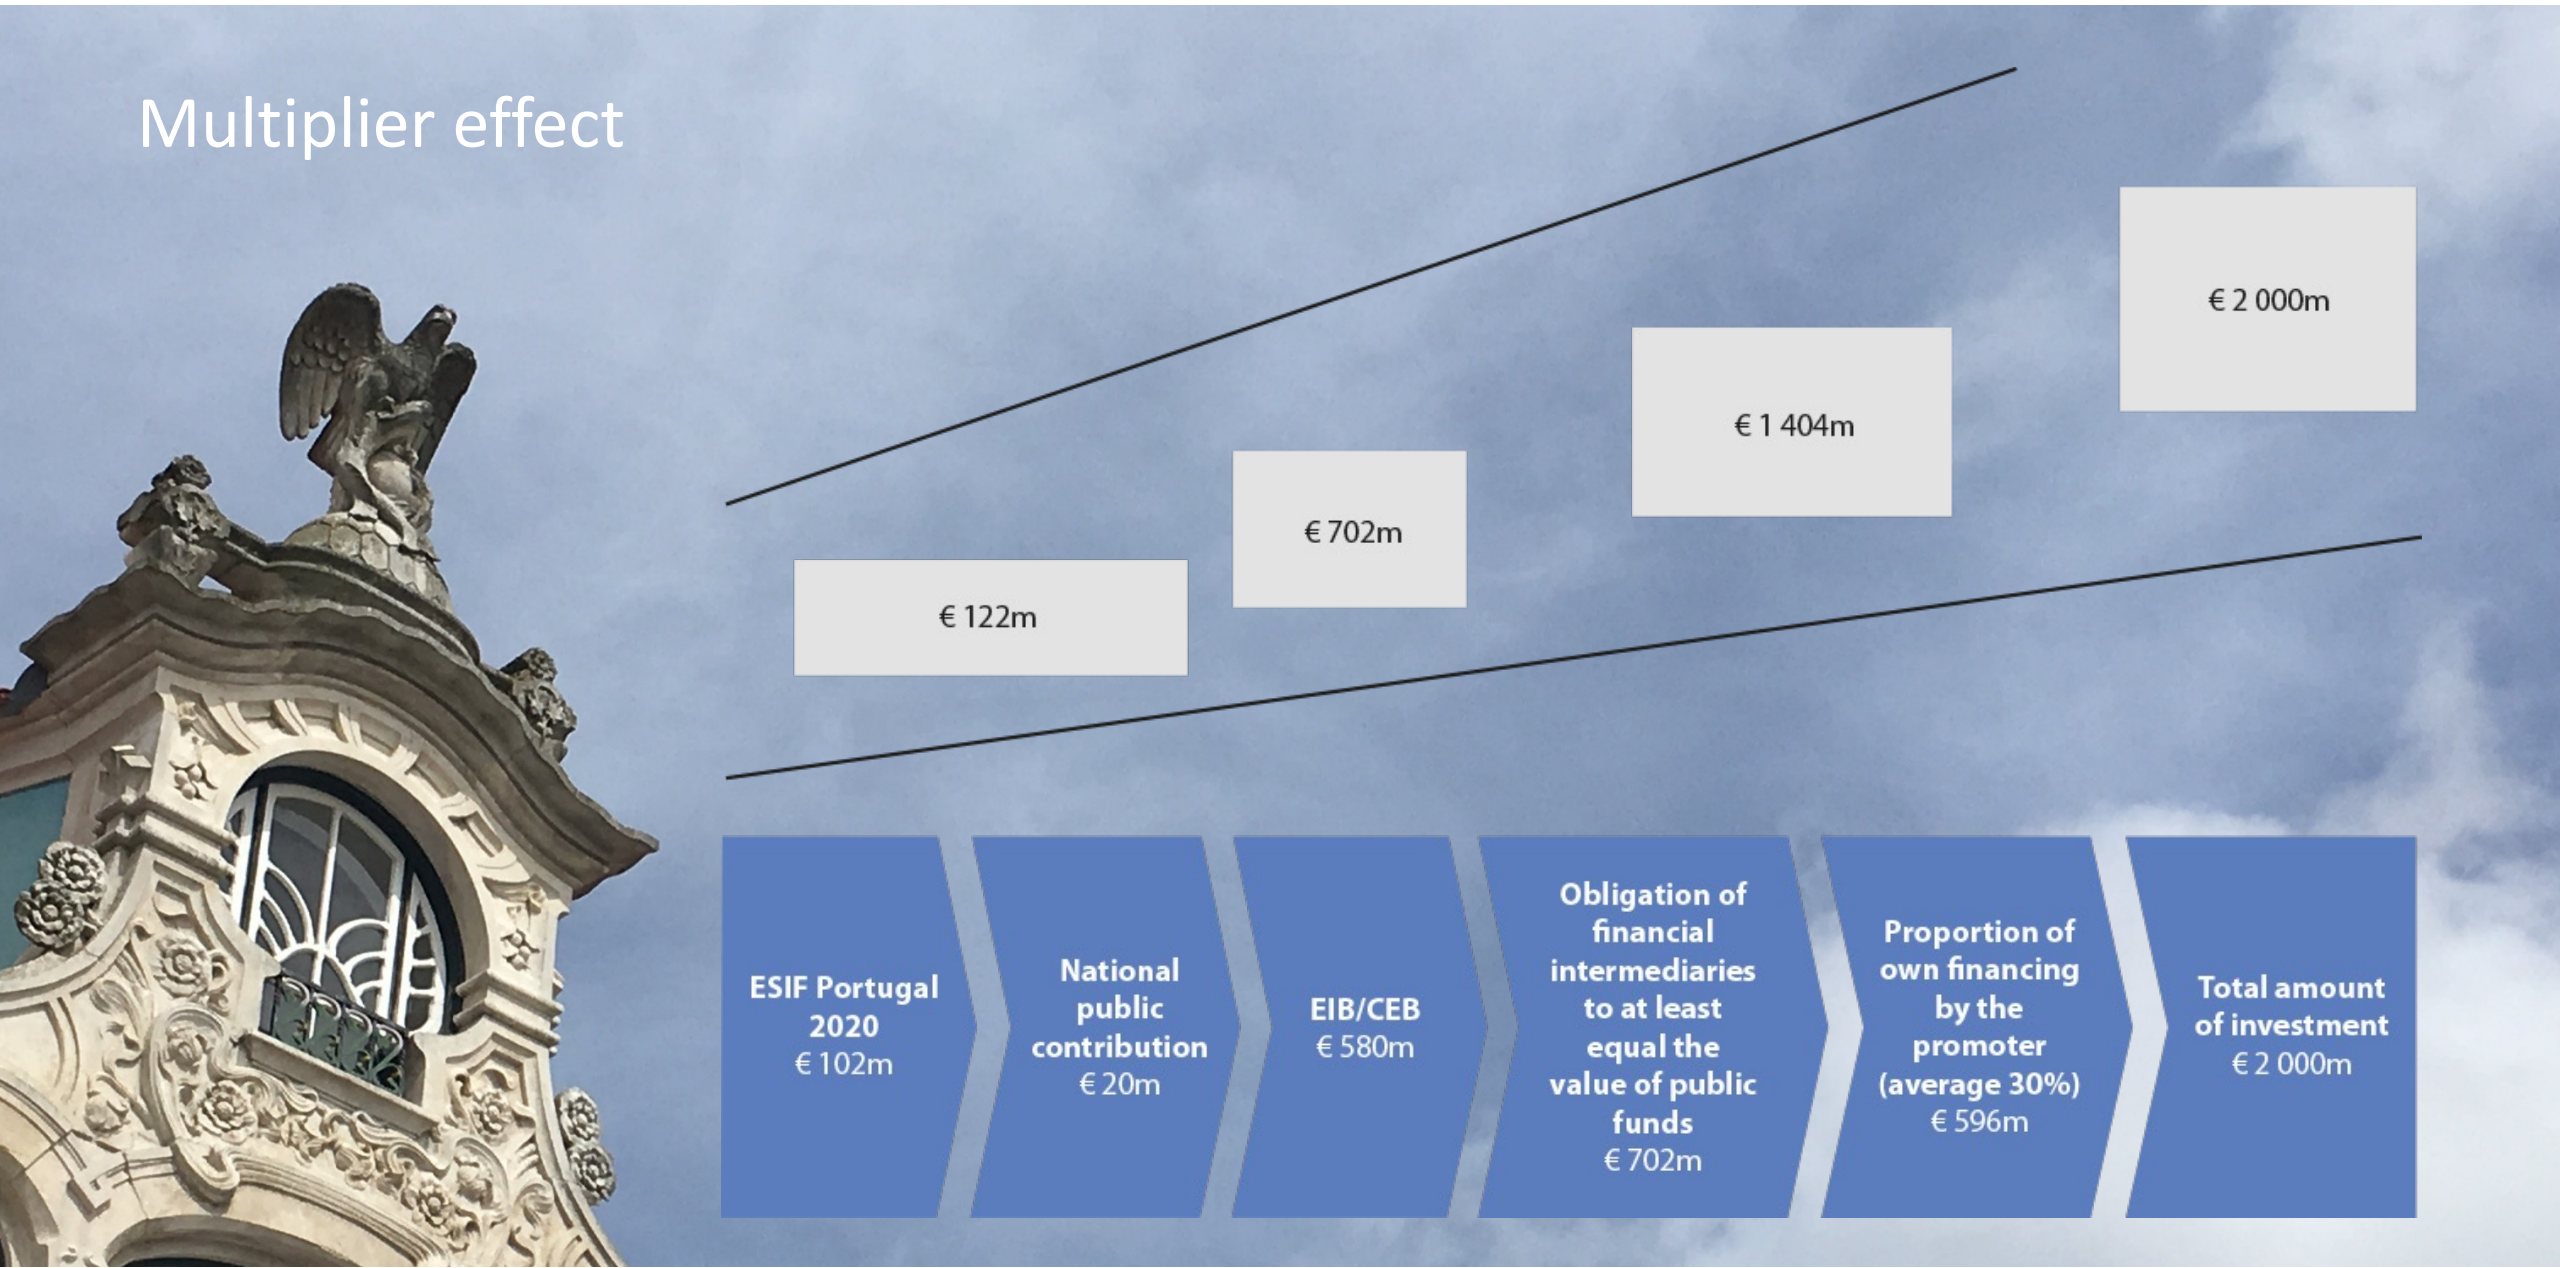 Multiplier effect
€ 2 000m
€ 1 404m
€ 702m
€ 122m
ESIF Portugal
2020
€ 102m
National
public
contribution
€ 20m
EIB/CEB
€ 580m
Obligation of
financial
intermediaries
to at least
equal the
value of public
funds
€ 702m
Proportion of
own financing
by the
promoter
(average 30%)
€ 596m
Total amount
of investment
€ 2 000m